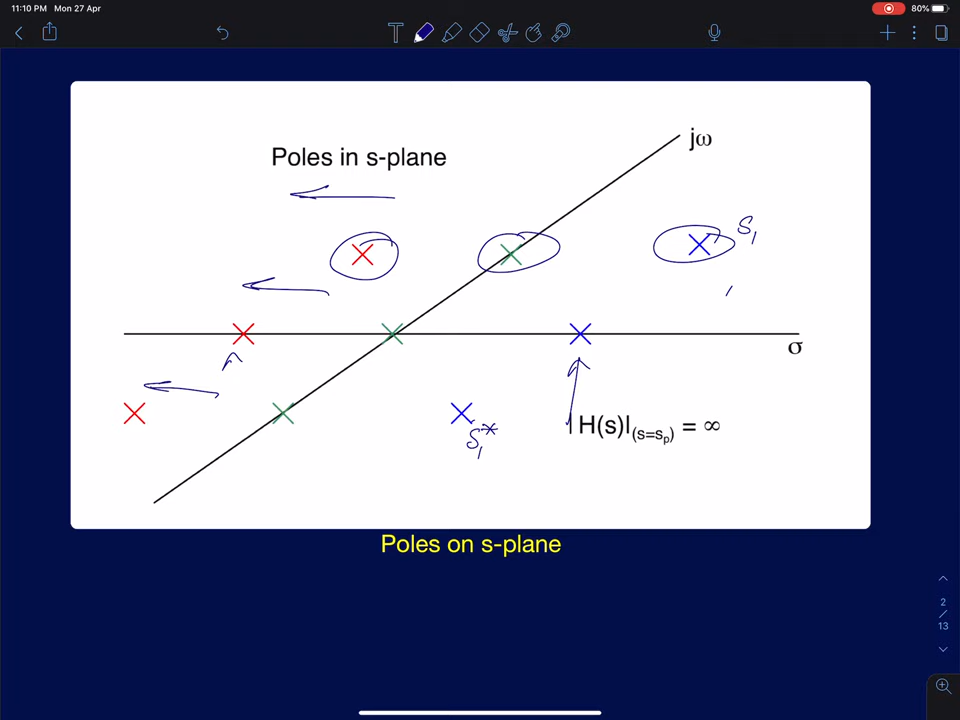 11:10 PM Mon 27 Apr
80%
T
Poles in s-plane
jω
S₁
σ
S₁*
|H(s)|(s=sₚ) = ∞
Poles on s-plane
2
/
13